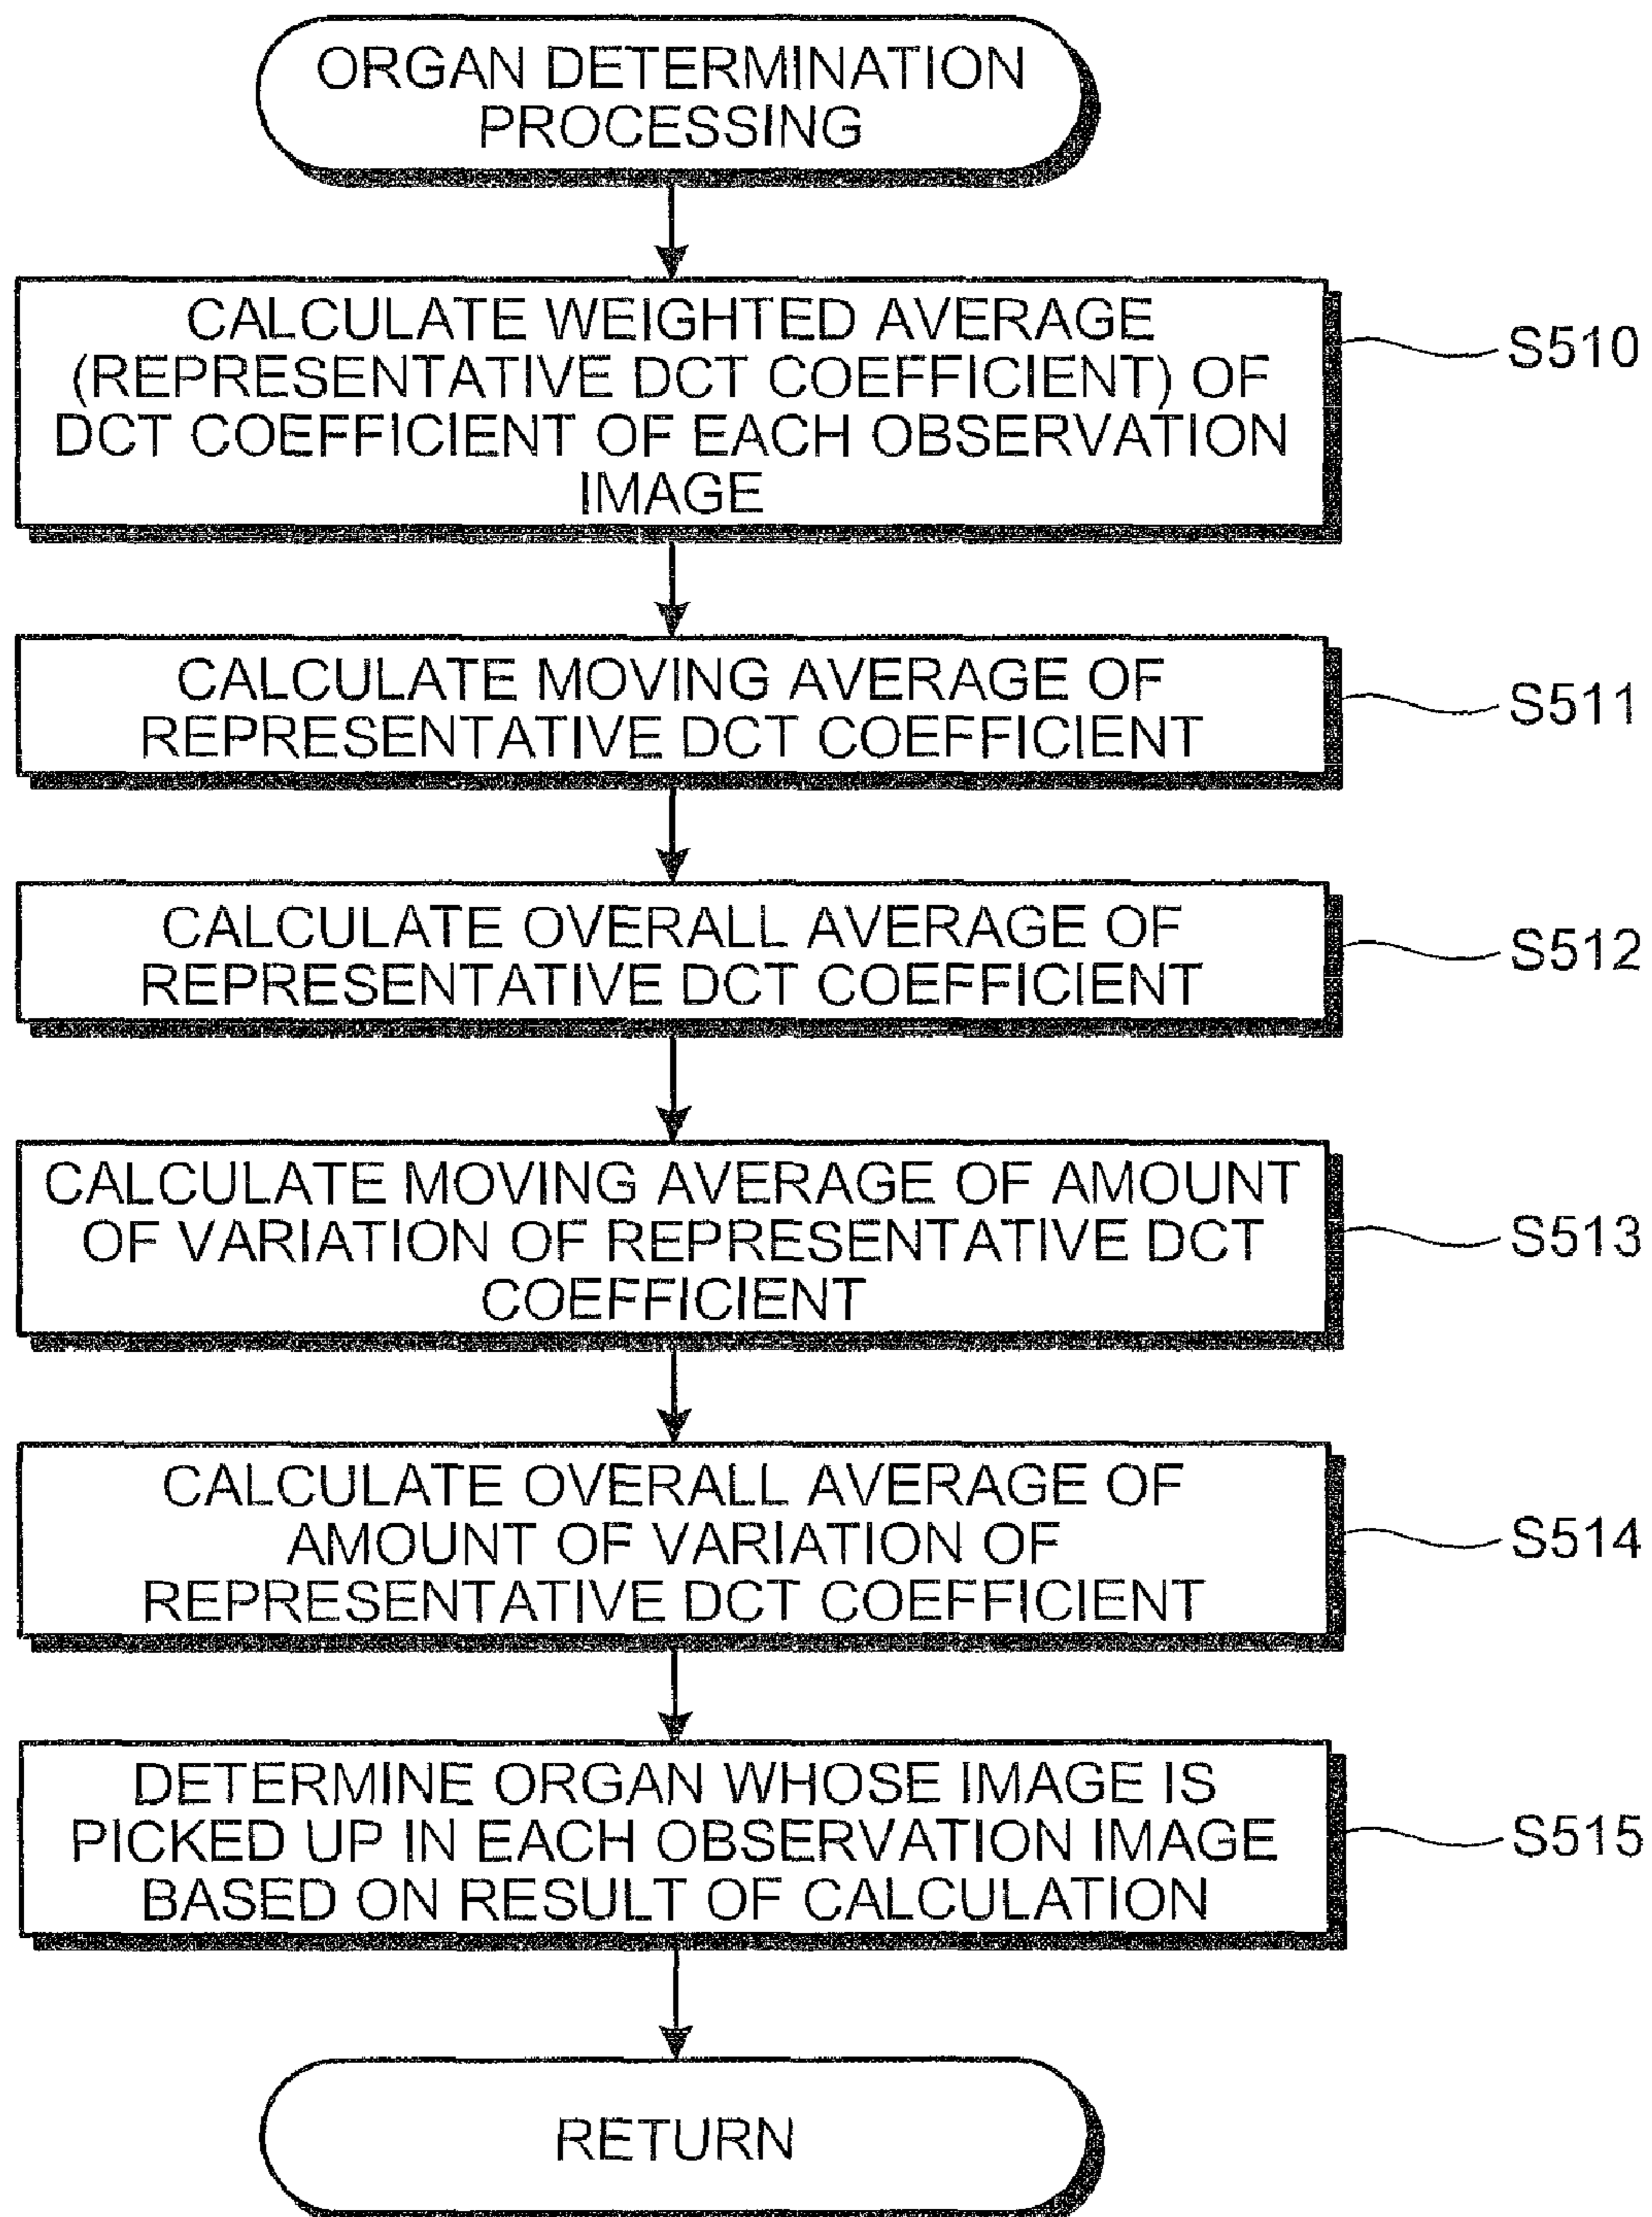 ORGAN DETERMINATION
PROCESSING
CALCULATE WEIGHTED AVERAGE
(REPRESENTATIVE DCT COEFFICIENT) OF
DCT COEFFICIENT OF EACH OBSERVATION
IMAGE
S510
CALCULATE MOVING AVERAGE OF
REPRESENTATIVE DCT COEFFICIENT
S511
CALCULATE OVERALL AVERAGE OF
REPRESENTATIVE DCT COEFFICIENT
S512
CALCULATE MOVING AVERAGE OF AMOUNT
OF VARIATION OF REPRESENTATIVE DCT
COEFFICIENT
S513
CALCULATE OVERALL AVERAGE OF
AMOUNT OF VARIATION OF
REPRESENTATIVE DCT COEFFICIENT
S514
DETERMINE ORGAN WHOSE IMAGE IS
PICKED UP IN EACH OBSERVATION IMAGE
BASED ON RESULT OF CALCULATION
S515
RETURN